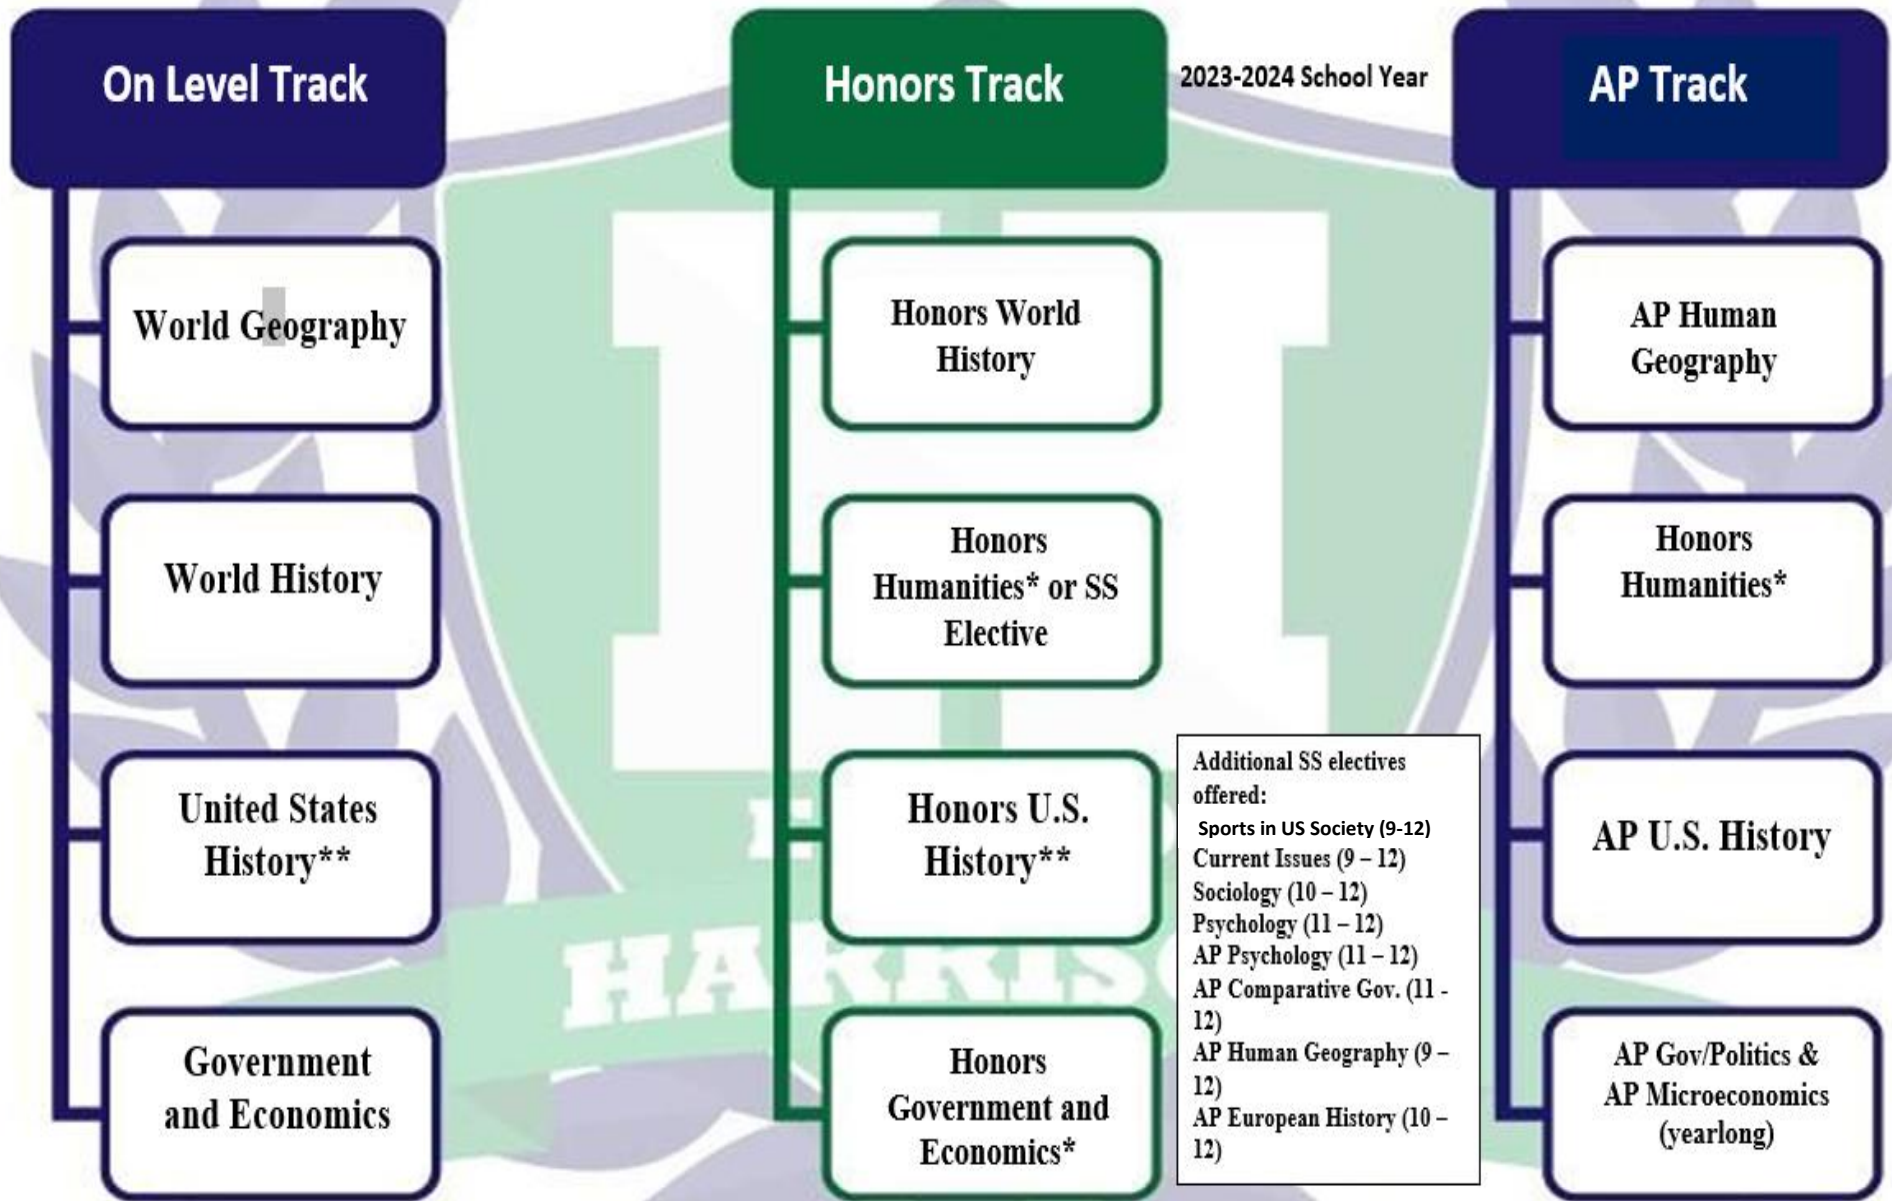 On Level Track
World Geography
World History
United States
History**
Government
and Economics
Honors Track
2023-2024 School Year
Honors World
History
Honors
Humanities* or SS
Elective
Honors U.S.
History**
Honors
Government and
Economics*
Additional SS electives
offered:
Sports in US Society (9-12)
Current Issues (9 – 12)
Sociology (10 – 12)
Psychology (11 – 12)
AP Psychology (11 – 12)
AP Comparative Gov. (11 -
12)
AP Human Geography (9 –
12)
AP European History (10 –
12)
AP Track
AP Human
Geography
Honors
Humanities*
AP U.S. History
AP Gov/Politics &
AP Microeconomics
(yearlong)
H